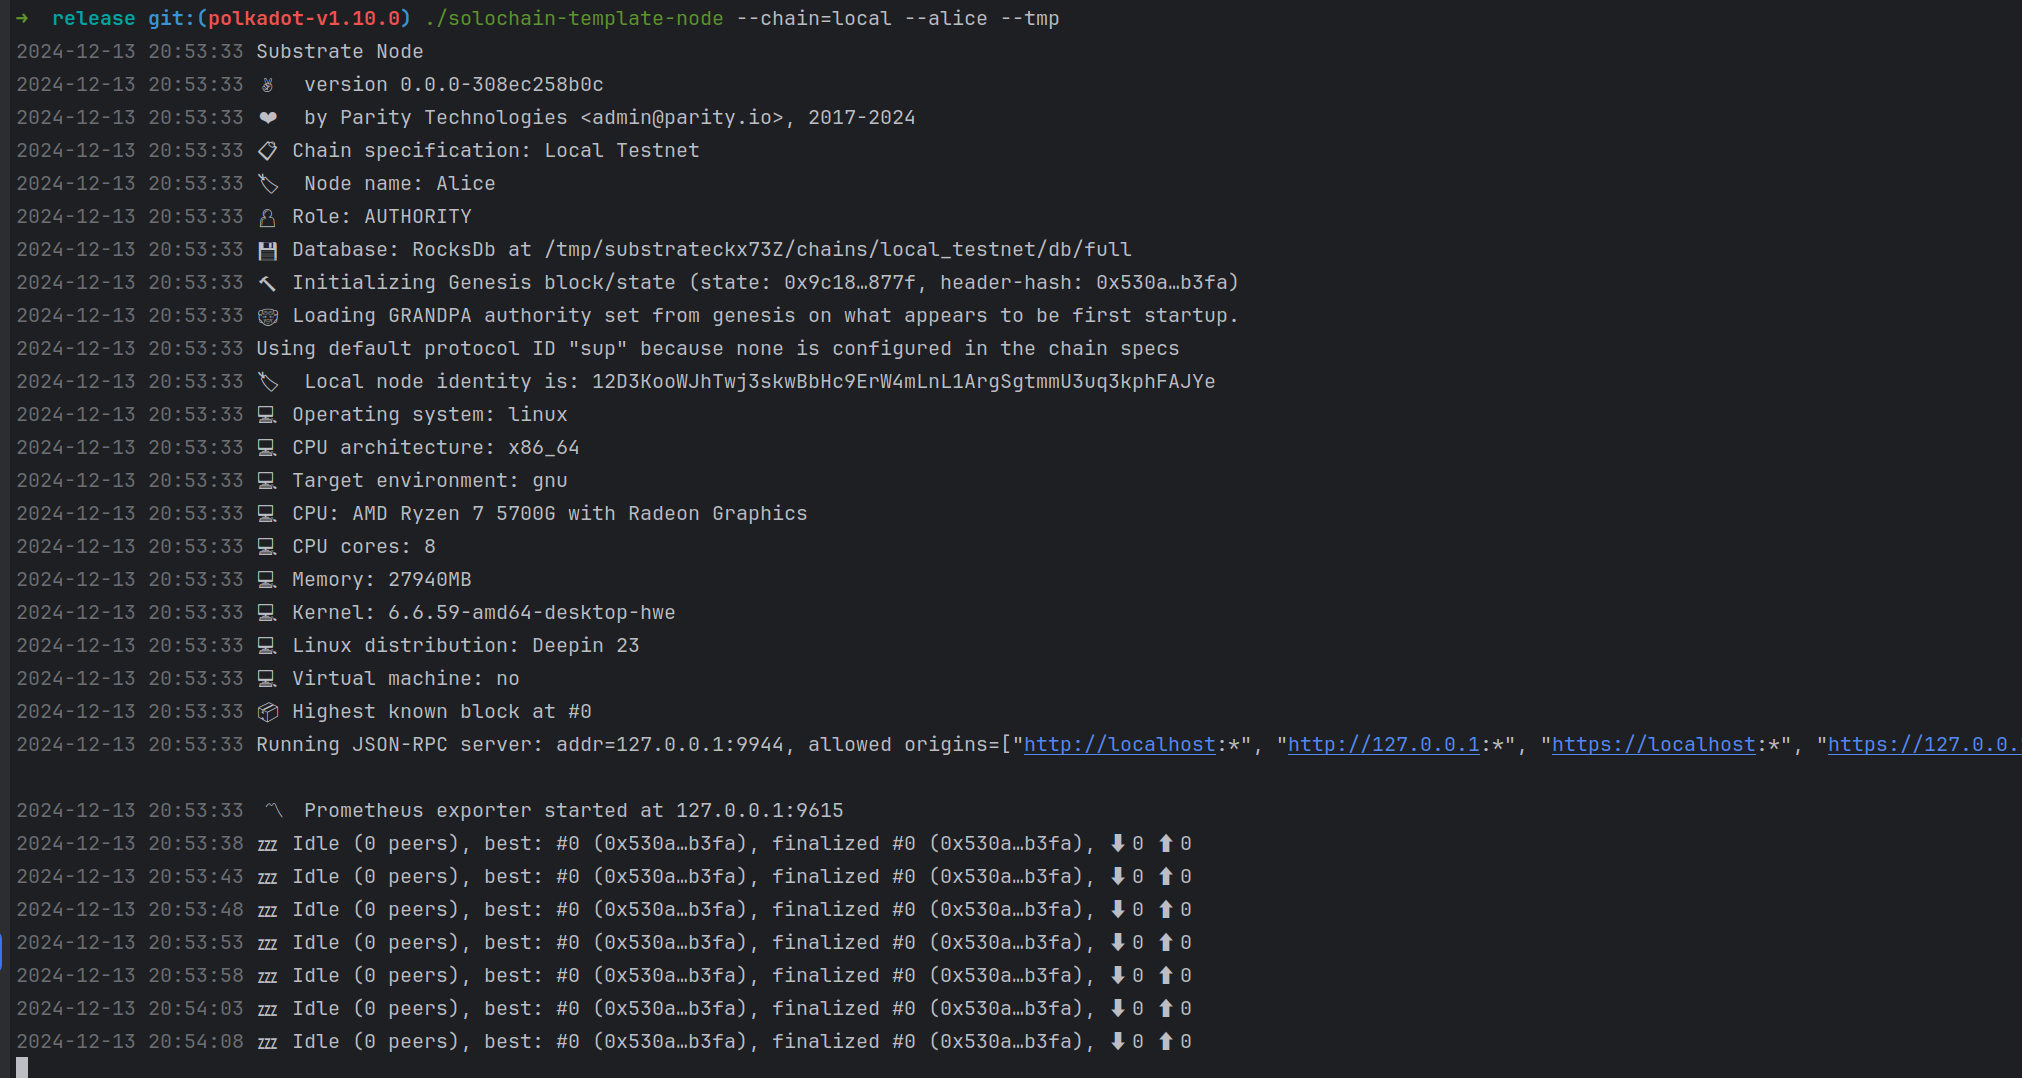 ➜  release git:(polkadot-v1.10.0) ./solochain-template-node --chain=local --alice --tmp
2024-12-13 20:53:33 Substrate Node
2024-12-13 20:53:33 ✌️  version 0.0.0-308ec258b0c
2024-12-13 20:53:33 ❤️  by Parity Technologies <admin@parity.io>, 2017-2024
2024-12-13 20:53:33 📋 Chain specification: Local Testnet
2024-12-13 20:53:33 🏷  Node name: Alice
2024-12-13 20:53:33 👤 Role: AUTHORITY
2024-12-13 20:53:33 💾 Database: RocksDb at /tmp/substrateckx73Z/chains/local_testnet/db/full
2024-12-13 20:53:33 🔨 Initializing Genesis block/state (state: 0x9c18…877f, header-hash: 0x530a…b3fa)
2024-12-13 20:53:33 👴 Loading GRANDPA authority set from genesis on what appears to be first startup.
2024-12-13 20:53:33 Using default protocol ID "sup" because none is configured in the chain specs
2024-12-13 20:53:33 🏷  Local node identity is: 12D3KooWJhTwj3skwBbHc9ErW4mLnL1ArgSgtmmU3uq3kphFAJYe
2024-12-13 20:53:33 💻 Operating system: linux
2024-12-13 20:53:33 💻 CPU architecture: x86_64
2024-12-13 20:53:33 💻 Target environment: gnu
2024-12-13 20:53:33 💻 CPU: AMD Ryzen 7 5700G with Radeon Graphics
2024-12-13 20:53:33 💻 CPU cores: 8
2024-12-13 20:53:33 💻 Memory: 27940MB
2024-12-13 20:53:33 💻 Kernel: 6.6.59-amd64-desktop-hwe
2024-12-13 20:53:33 💻 Linux distribution: Deepin 23
2024-12-13 20:53:33 💻 Virtual machine: no
2024-12-13 20:53:33 📦 Highest known block at #0
2024-12-13 20:53:33 Running JSON-RPC server: addr=127.0.0.1:9944, allowed origins=["http://localhost:*", "http://127.0.0.1:*", "https://localhost:*", "https://127.0.0.
2024-12-13 20:53:33 〽️  Prometheus exporter started at 127.0.0.1:9615
2024-12-13 20:53:38 💤 Idle (0 peers), best: #0 (0x530a…b3fa), finalized #0 (0x530a…b3fa), ⬇ 0 ⬆ 0
2024-12-13 20:53:43 💤 Idle (0 peers), best: #0 (0x530a…b3fa), finalized #0 (0x530a…b3fa), ⬇ 0 ⬆ 0
2024-12-13 20:53:48 💤 Idle (0 peers), best: #0 (0x530a…b3fa), finalized #0 (0x530a…b3fa), ⬇ 0 ⬆ 0
2024-12-13 20:53:53 💤 Idle (0 peers), best: #0 (0x530a…b3fa), finalized #0 (0x530a…b3fa), ⬇ 0 ⬆ 0
2024-12-13 20:53:58 💤 Idle (0 peers), best: #0 (0x530a…b3fa), finalized #0 (0x530a…b3fa), ⬇ 0 ⬆ 0
2024-12-13 20:54:03 💤 Idle (0 peers), best: #0 (0x530a…b3fa), finalized #0 (0x530a…b3fa), ⬇ 0 ⬆ 0
2024-12-13 20:54:08 💤 Idle (0 peers), best: #0 (0x530a…b3fa), finalized #0 (0x530a…b3fa), ⬇ 0 ⬆ 0